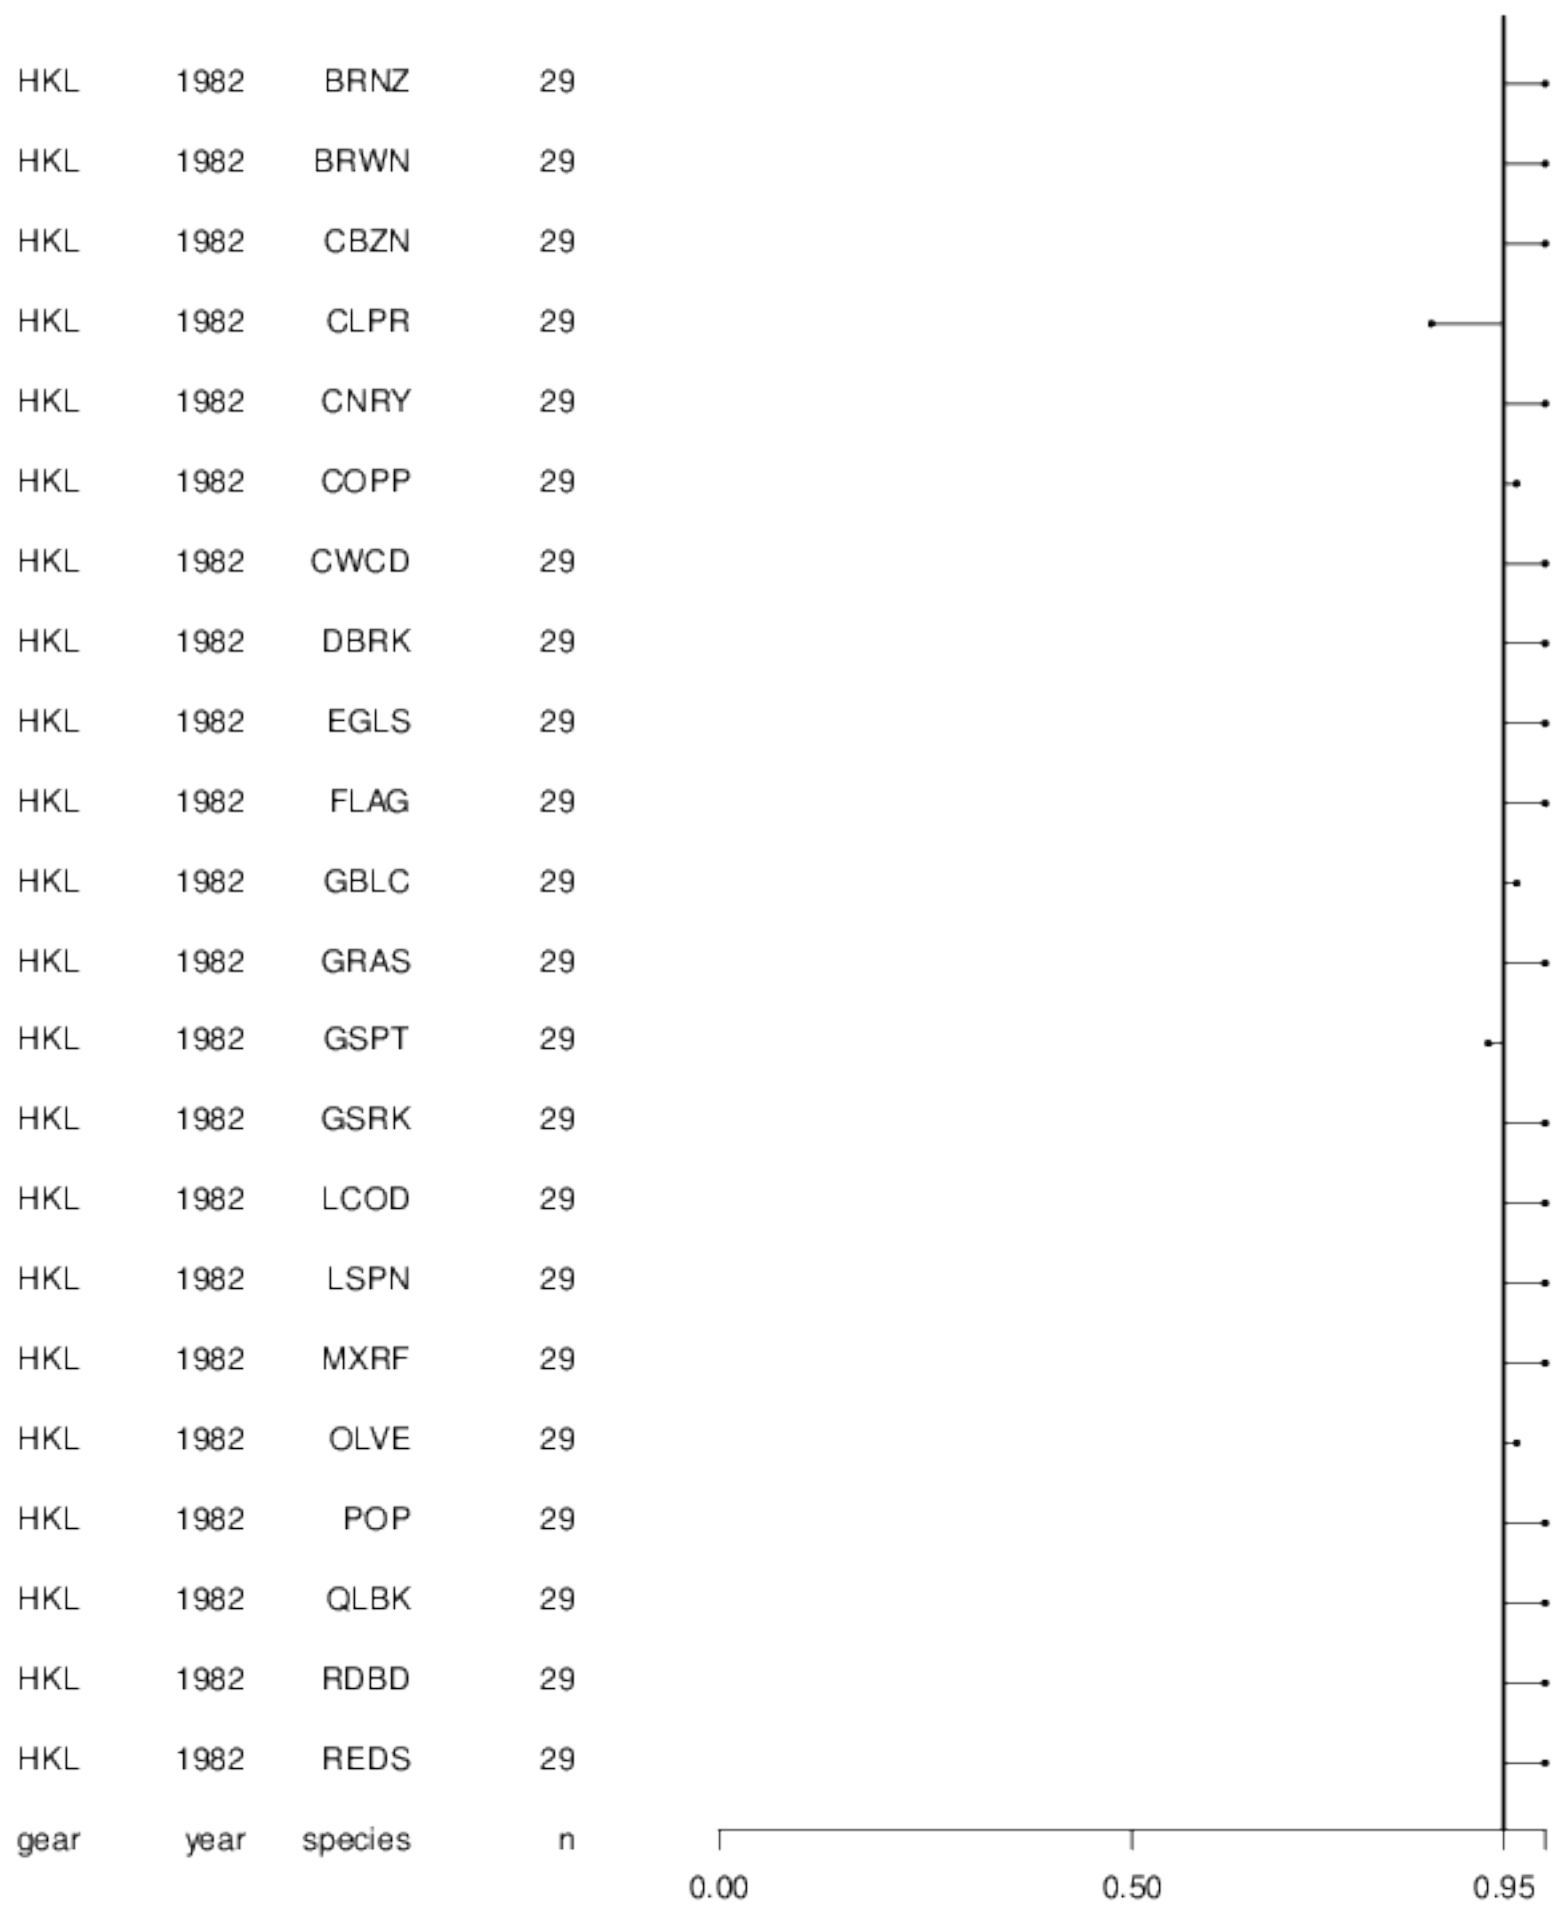 HKL 1982 BRNZ 29
HKL 1982 BRWN 29
HKL 1982 CBZN 29
HKL 1982 CLPR 29
HKL 1982 CNRY 29
HKL 1982 COPP 29
HKL 1982 CWCD 29
HKL 1982 DBRK 29
HKL 1982 EGLS 29
HKL 1982 FLAG 29
HKL 1982 GBLC 29
HKL 1982 GRAS 29
HKL 1982 GSPT 29
HKL 1982 GSRK 29
HKL 1982 LCOD 29
HKL 1982 LSPN 29
HKL 1982 MXRF 29
HKL 1982 OLVE 29
HKL 1982 POP 29
HKL 1982 QLBK 29
HKL 1982 RDBD 29
HKL 1982 REDS 29
gear year species n
0.00 0.50 0.95